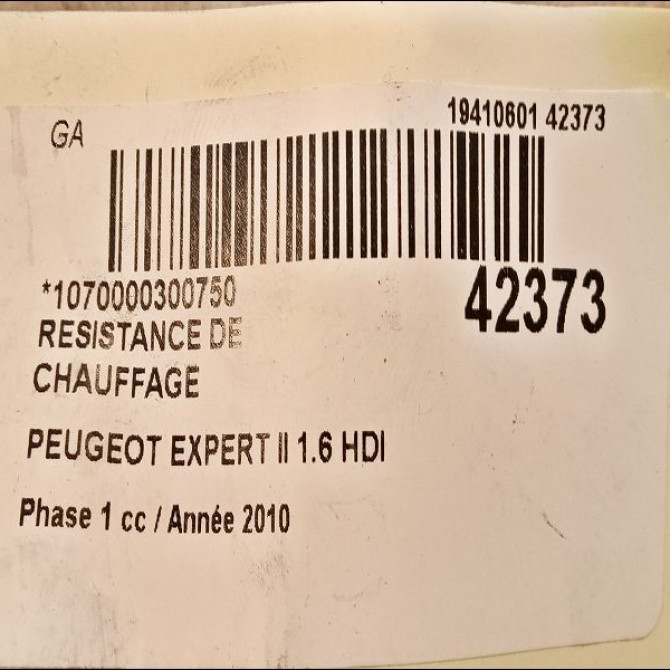 GA
19410601 42373
*1070000300750
42373
RESISTANCE DE
CHAUFFAGE
PEUGEOT EXPERT II 1.6 HDI
Phase 1 cc / Année 2010